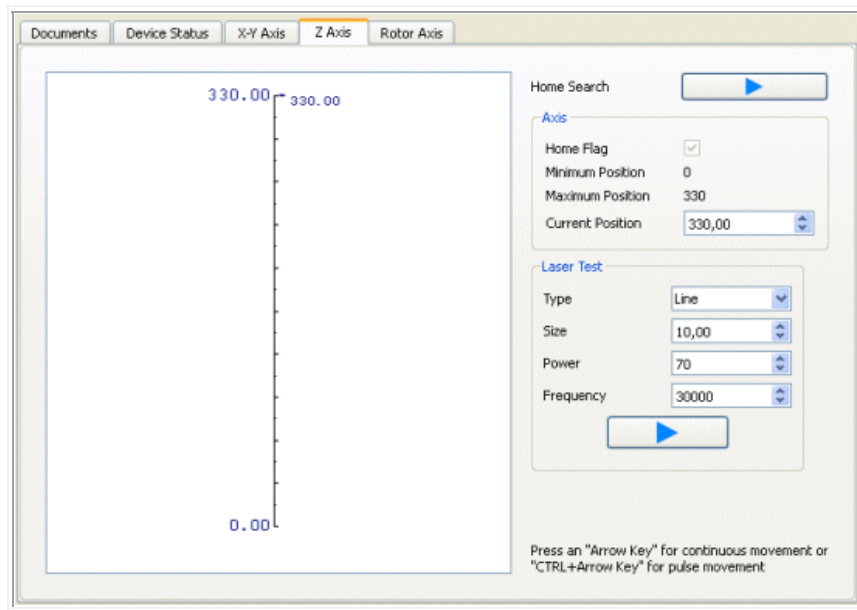 Documents
Device Status
X-Y Axis
Z Axis
Rotor Axis
330.00
330.00
0.00
Home Search
Axis
Home Flag
Minimum Position 0
Maximum Position 330
Current Position 330,00
Laser Test
Type Line
Size 10,00
Power 70
Frequency 30000
Press an "Arrow Key" for continuous movement or
"CTRL+Arrow Key" for pulse movement